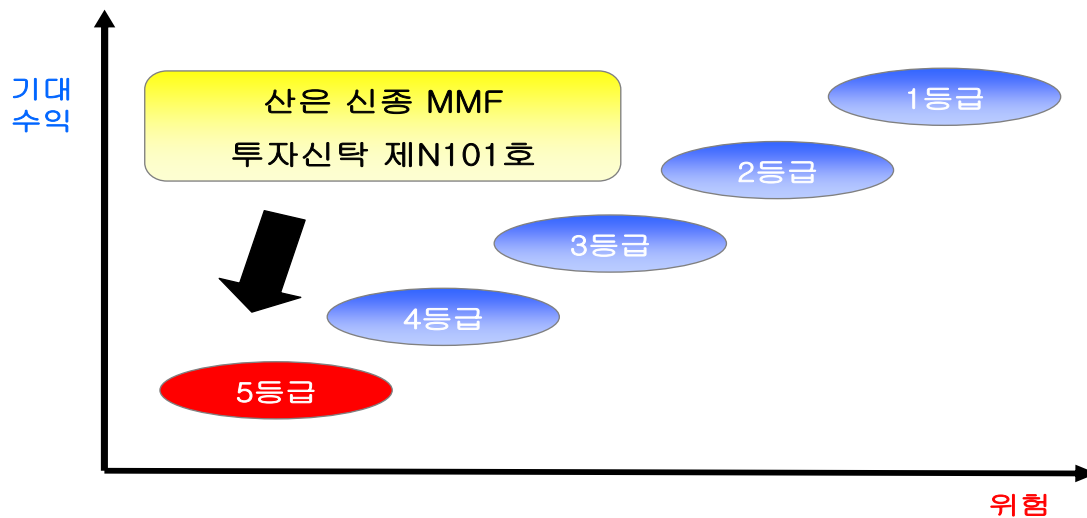 기대
수익
산은 신종 MMF
투자신탁 제N101호
1등급
2등급
3등급
4등급
5등급
위험